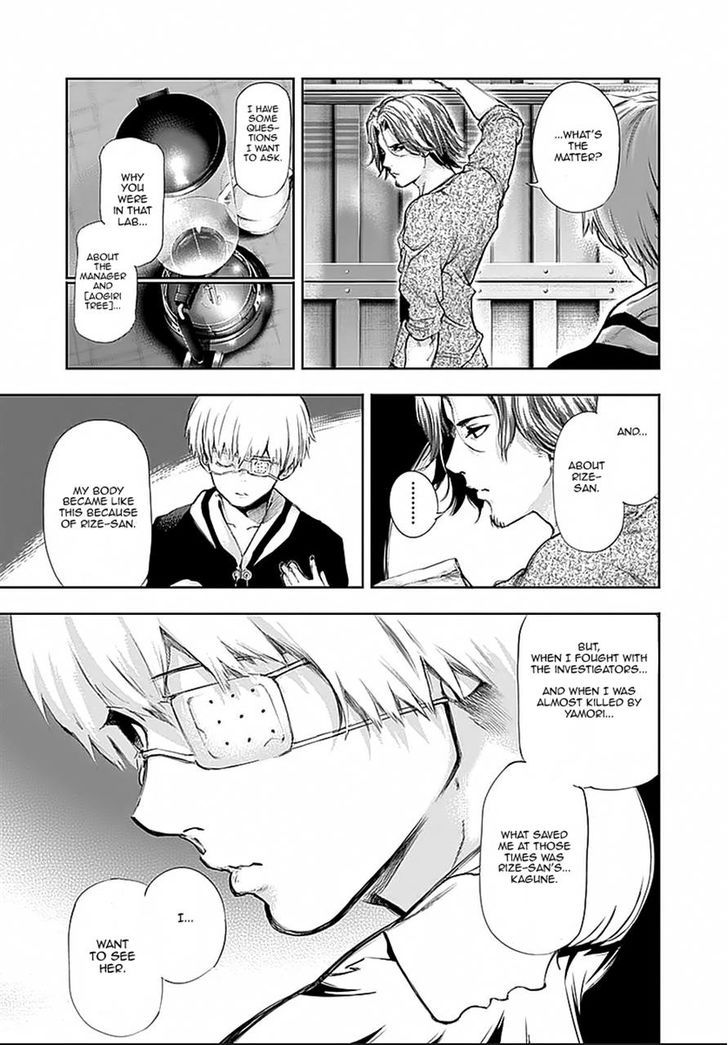 ...WHAT'S
THE
MATTER?
I HAVE
SOME
QUES-
TIONS
I WANT
TO ASK.
WHY
YOU
WERE
IN THAT
LAB...
ABOUT
THE
MANAGER
AND
[AOGIRI
TREE]...
AND...
ABOUT
RIZE-
SAN.
........
MY BODY
BECAME LIKE
THIS BECAUSE
OF RIZE-SAN.
BUT,
WHEN I FOUGHT WITH
THE INVESTIGATORS...
AND WHEN I WAS
ALMOST KILLED BY
YAMORI...
WHAT SAVED
ME AT THOSE
TIMES WAS
RIZE-SAN'S...
KAGUNE.
I...
WANT
TO SEE
HER.